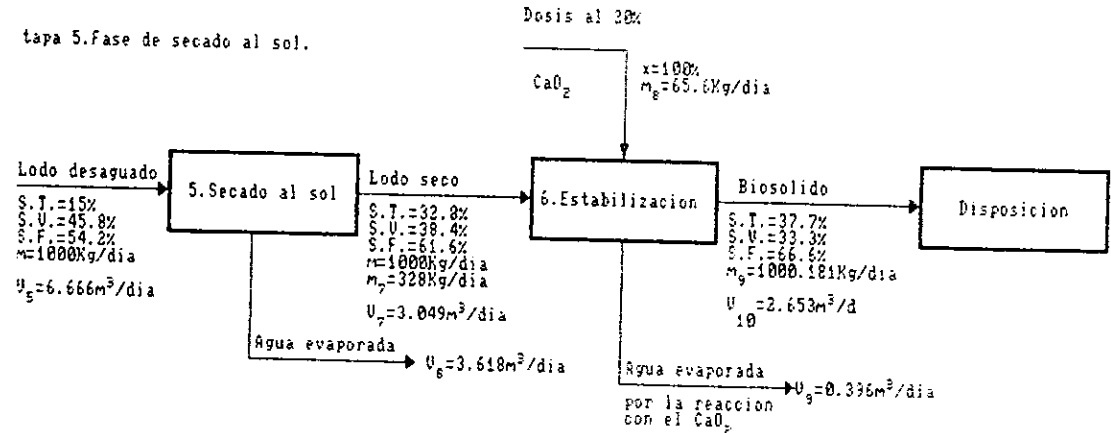 Dosis al 20%
tapa 5.Fase de secado al sol.
CaO2
x=100%
m8=65.6Kg/dia
Lodo desaguado
S.T.=15%
S.V.=45.8%
S.F.=54.2%
m=1000Kg/dia
V5=6.666m³/dia
5.Secado al sol
Lodo seco
S.T.=32.8%
S.V.=38.4%
S.F.=61.6%
m=1000Kg/dia
m7=328Kg/dia
V7=3.049m³/dia
6.Estabilizacion
Biosolido
S.T.=37.7%
S.V.=33.3%
S.F.=66.6%
m9=1000.181Kg/dia
V10=2.653m³/d
Disposicion
Agua evaporada
V6=3.618m³/dia
Agua evaporada
por la reaccion
con el CaO2
V9=0.396m³/dia